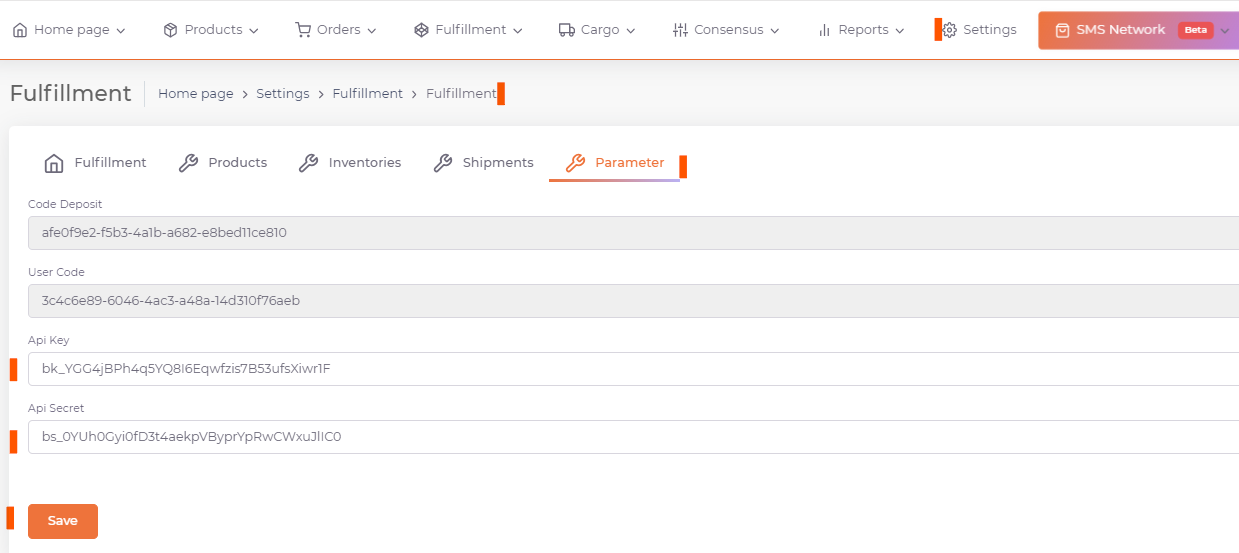 Home page Products Orders Fulfillment Cargo Consensus Reports Settings SMS Network Beta
Fulfillment Home page > Settings > Fulfillment > Fulfillment
Fulfillment Products Inventories Shipments Parameter
Code Deposit
afe0f9e2-f5b3-4a1b-a682-e8bed11ce810
User Code
3c4c6e89-6046-4ac3-a48a-14d310f76aeb
Api Key
bk_YGG4jBPh4q5YQ8I6Eqwfzis7B53ufsXiwr1F
Api Secret
bs_0YUh0Gyi0fD3t4aekpVByprYpRwCWxuJlIC0
Save